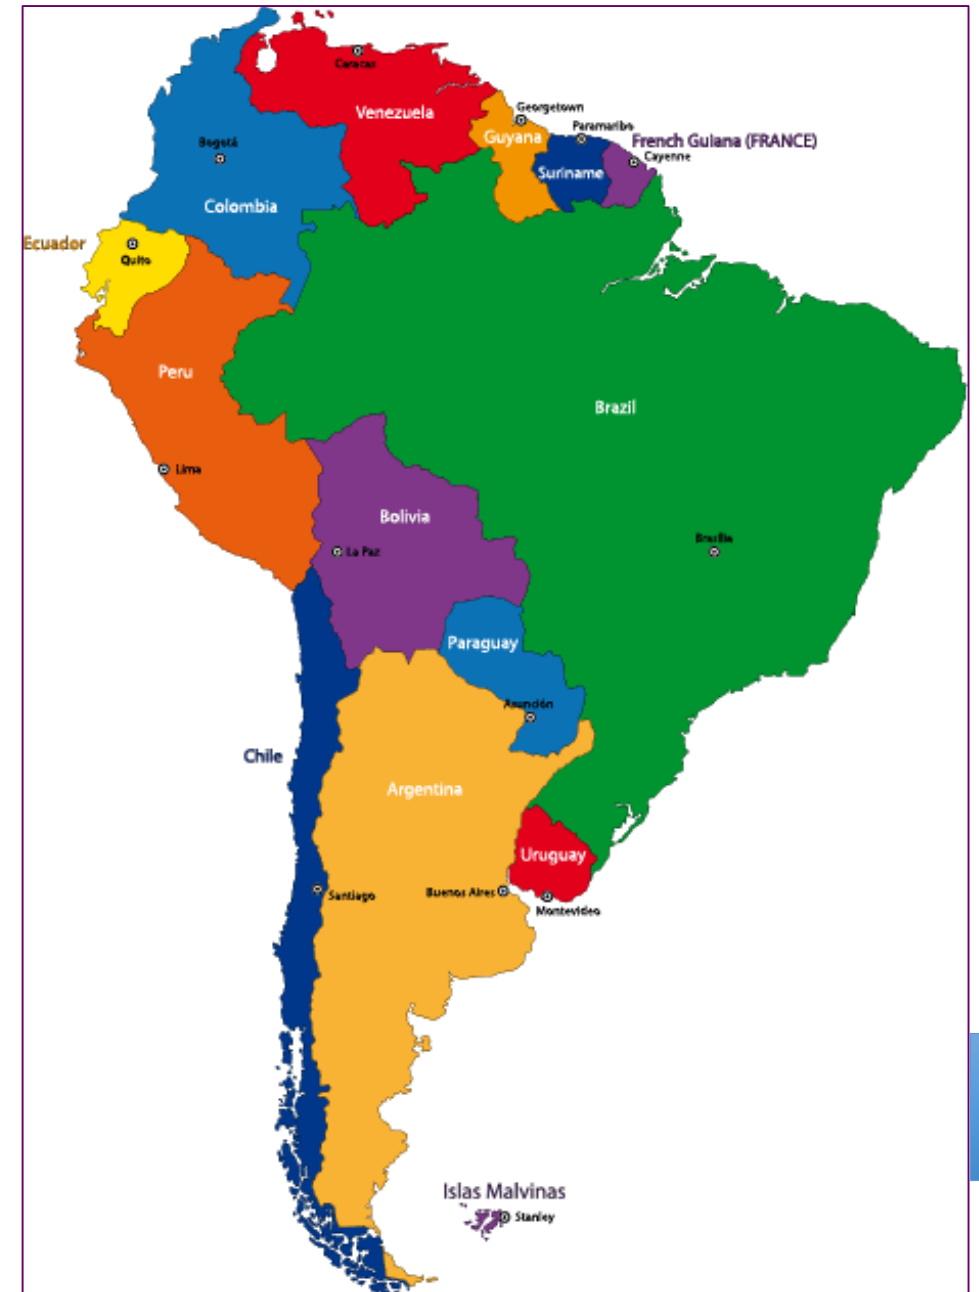 Caracas
Venezuela
Georgetown
Guyana
Paramaribo
French Guiana (FRANCE)
Cayenne
Suriname
Bogotá
Colombia
Ecuador
Quito
Peru
Brazil
Lima
Bolivia
La Paz
Brasília
Paraguay
Asunción
Chile
Argentina
Uruguay
Santiago
Buenos Aires
Montevideo
Islas Malvinas
Stanley